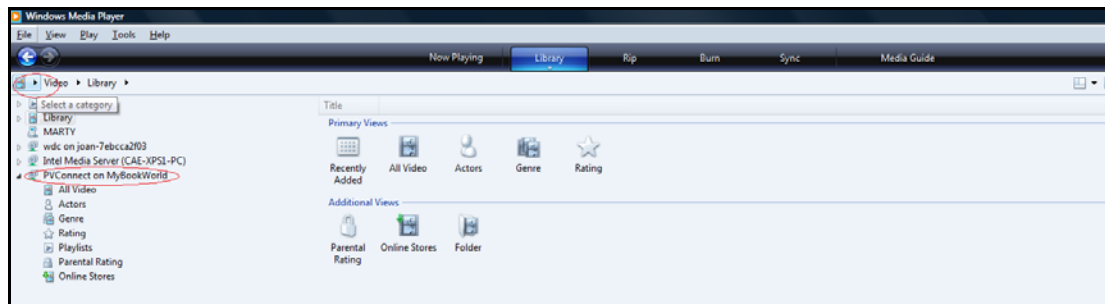 Windows Media Player
File View Play Tools Help
Now Playing Library Rip Burn Sync Media Guide
Video Library
Select a category
Library
MARTY
wdc on joan-7ebcca2f03
Intel Media Server (CAE-XPS1-PC)
PVConnect on MyBookWorld
All Video
Actors
Genre
Rating
Playlists
Parental Rating
Online Stores
Title
Primary Views
Recently Added
All Video
Actors
Genre
Rating
Additional Views
Parental Rating
Online Stores
Folder